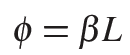 ϕ = βL